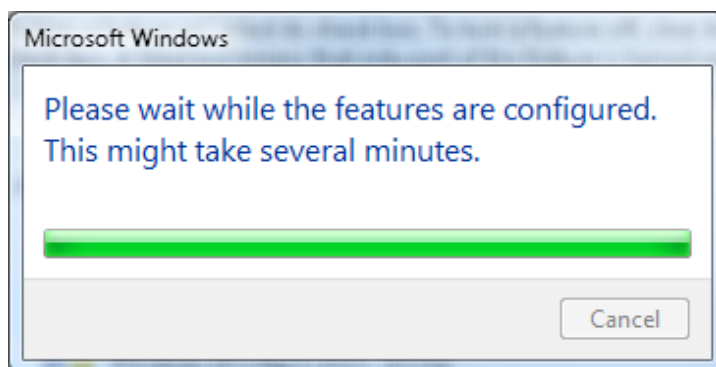 Microsoft Windows
Please wait while the features are configured.
This might take several minutes.
Cancel